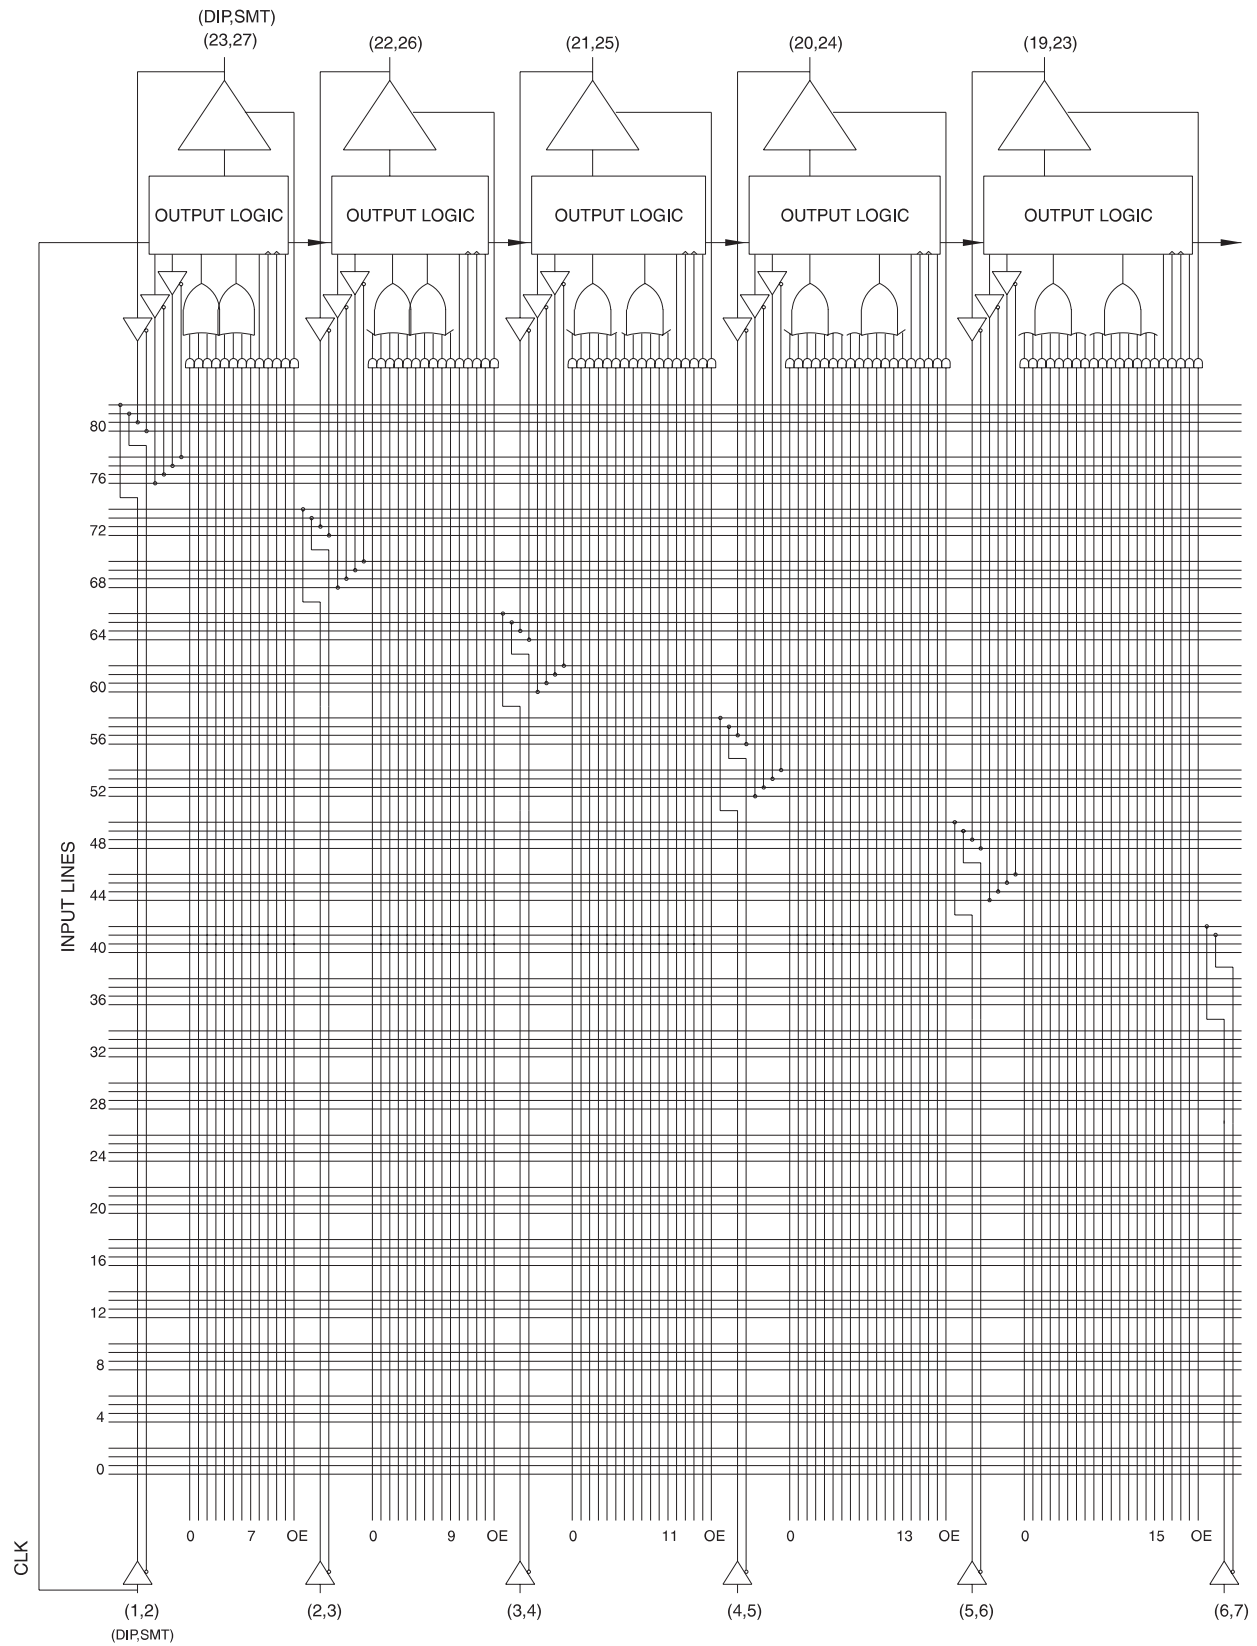 (DIP,SMT)
(23,27) (22,26) (21,25) (20,24) (19,23)
OUTPUT LOGIC OUTPUT LOGIC OUTPUT LOGIC OUTPUT LOGIC OUTPUT LOGIC
80
76
72
68
64
60
56
52
48
44
INPUT LINES
40
36
32
28
24
20
16
12
8
4
0
0 7 OE 0 9 OE 0 11 OE 0 13 OE 0 15 OE
CLK
(1,2) (2,3) (3,4) (4,5) (5,6) (6,7)
(DIP,SMT)